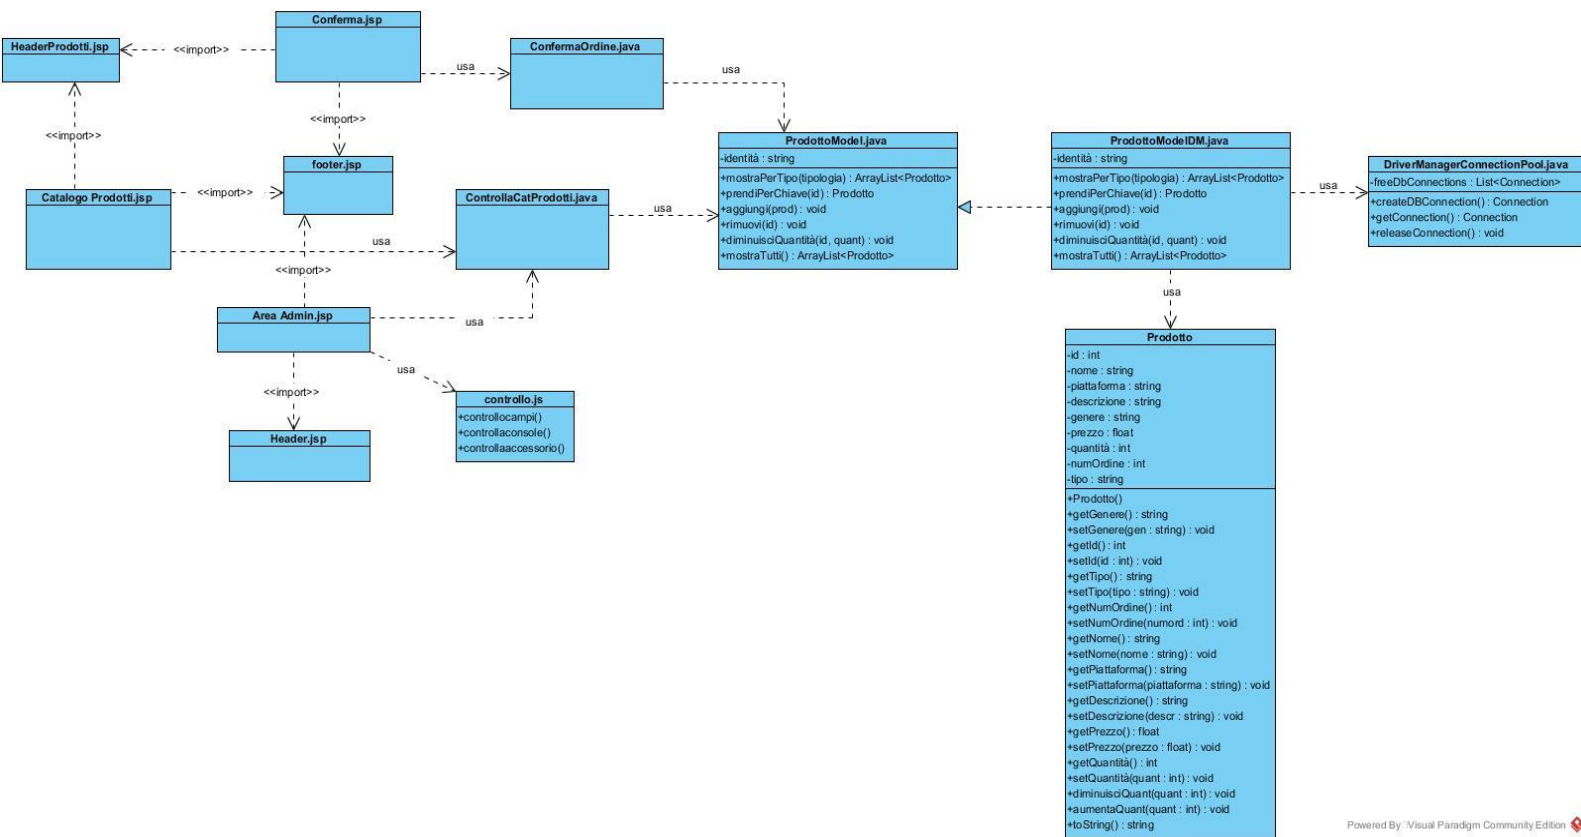 Conferma.jsp
HeaderProdotti.jsp
<<import>>
usa
ConfermaOrdine.java
usa
<<import>>
<<import>>
footer.jsp
Catalogo Prodotti.jsp
<<import>>
usa
<<import>>
ControllaCatProdotti.java
usa
ProdottoModel.java
-identità : string
+mostraPerTipo(tipologia) : ArrayList<Prodotto>
+prendiPerChiave(id) : Prodotto
+aggiungi(prod) : void
+rimuovi(id) : void
+diminuisciQuantità(id, quant) : void
+mostraTutti() : ArrayList<Prodotto>
ProdottoModelDM.java
-identità : string
+mostraPerTipo(tipologia) : ArrayList<Prodotto>
+prendiPerChiave(id) : Prodotto
+aggiungi(prod) : void
+rimuovi(id) : void
+diminuisciQuantità(id, quant) : void
+mostraTutti() : ArrayList<Prodotto>
usa
DriverManagerConnectionPool.java
-freeDbConnections : List<Connection>
+createDBConnection() : Connection
+getConnection() : Connection
+releaseConnection() : void
Area Admin.jsp
usa
usa
<<import>>
Header.jsp
controllo.js
+controllocampi()
+controllaconsole()
+controllaaccessorio()
usa
Prodotto
-id : int
-nome : string
-piattaforma : string
-descrizione : string
-genere : string
-prezzo : float
-quantità : int
-numOrdine : int
-tipo : string
+Prodotto()
+getGenere() : string
+setGenere(gen : string) : void
+getId() : int
+setId(id : int) : void
+getTipo() : string
+setTipo(tipo : string) : void
+getNumOrdine() : int
+setNumOrdine(numord : int) : void
+getNome() : string
+setNome(nome : string) : void
+getPiattaforma() : string
+setPiattaforma(piattaforma : string) : void
+getDescrizione() : string
+setDescrizione(descr : string) : void
+getPrezzo() : float
+setPrezzo(prezzo : float) : void
+getQuantità() : int
+setQuantità(quant : int) : void
+diminuisciQuant(quant : int) : void
+aumentaQuant(quant : int) : void
+toString() : string
Powered By Visual Paradigm Community Edition